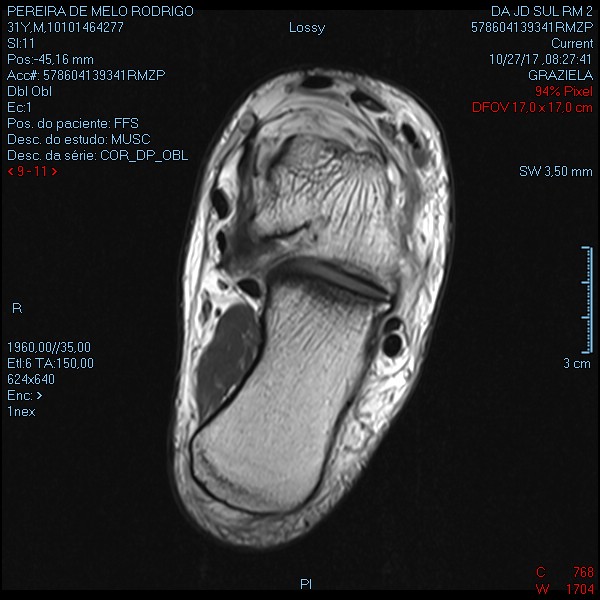 PEREIRA DE MELO RODRIGO
31Y,M,10101464277
Sl:11
Pos:-45,16 mm
Acc#: 578604139341RMZP
Dbl Obl
Ec:1
Pos. do paciente: FFS
Desc. do estudo: MUSC
Desc. da série: COR_DP_OBL
< 9 - 11 >
Lossy
DA JD SUL RM 2
578604139341RMZP
Current
10/27/17 ,08:27:41
GRAZIELA
94% Pixel
DFOV 17,0 x 17,0 cm
SW 3,50 mm
R
3 cm
1960,00//35,00
Etl:6 TA:150,00
624x640
Enc: >
1nex
PI
C 768
W 1704